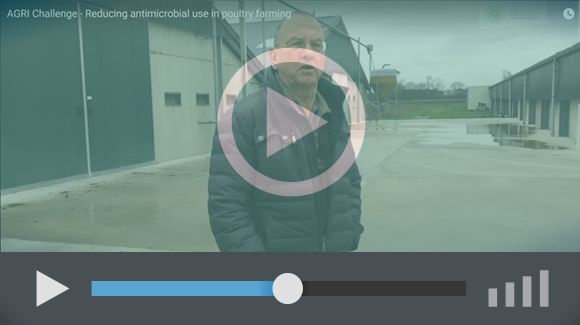 AGRI Challenge - Reducing antimicrobial use in poultry farming